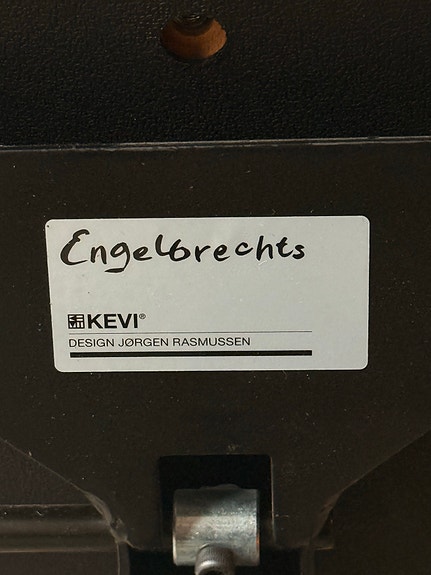 Engelbrechts
KEVI®
DESIGN JØRGEN RASMUSSEN